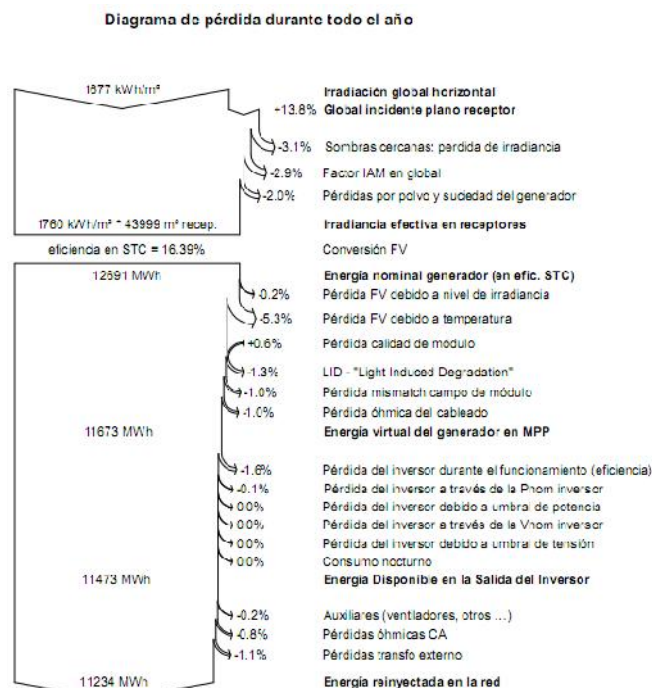 Diagrama de pérdida durante todo el año
1677 kWh/m² Irradiación global horizontal
+13.8% Global incidente plano receptor
-3.1% Sombras cercanas: perdida de irradiancia
-2.9% Factor IAM en global
-2.0% Pérdidas por polvo y suciedad del generador
1760 kWh/m² * 43999 m² recep. Irradiancia efectiva en receptores
eficiencia en STC = 16.39% Conversión FV
12691 MWh Energía nominal generador (en efic. STC)
-0.2% Pérdida FV debido a nivel de irradiancia
-5.3% Pérdida FV debido a temperatura
+0.6% Pérdida calidad de modulo
-1.3% LID - "Light Induced Degradation"
-1.0% Pérdida mismatch campo de módulo
-1.0% Pérdida óhmica del cableado
11673 MWh Energía virtual del generador en MPP
-1.6% Pérdida del inversor durante el funcionamiento (eficiencia)
-0.1% Pérdida del inversor a través de la Pnom inversor
0.0% Pérdida del inversor debido a umbral de potencia
0.0% Pérdida del inversor a través de la Vnom inversor
0.0% Pérdida del inversor debido a umbral de tensión
0.0% Consumo nocturno
11473 MWh Energía Disponible en la Salida del Inversor
-0.2% Auxiliares (ventiladores, otros ...)
-0.8% Pérdidas óhmicas CA
-1.1% Pérdidas transfo externo
11234 MWh Energía reinyectada en la red